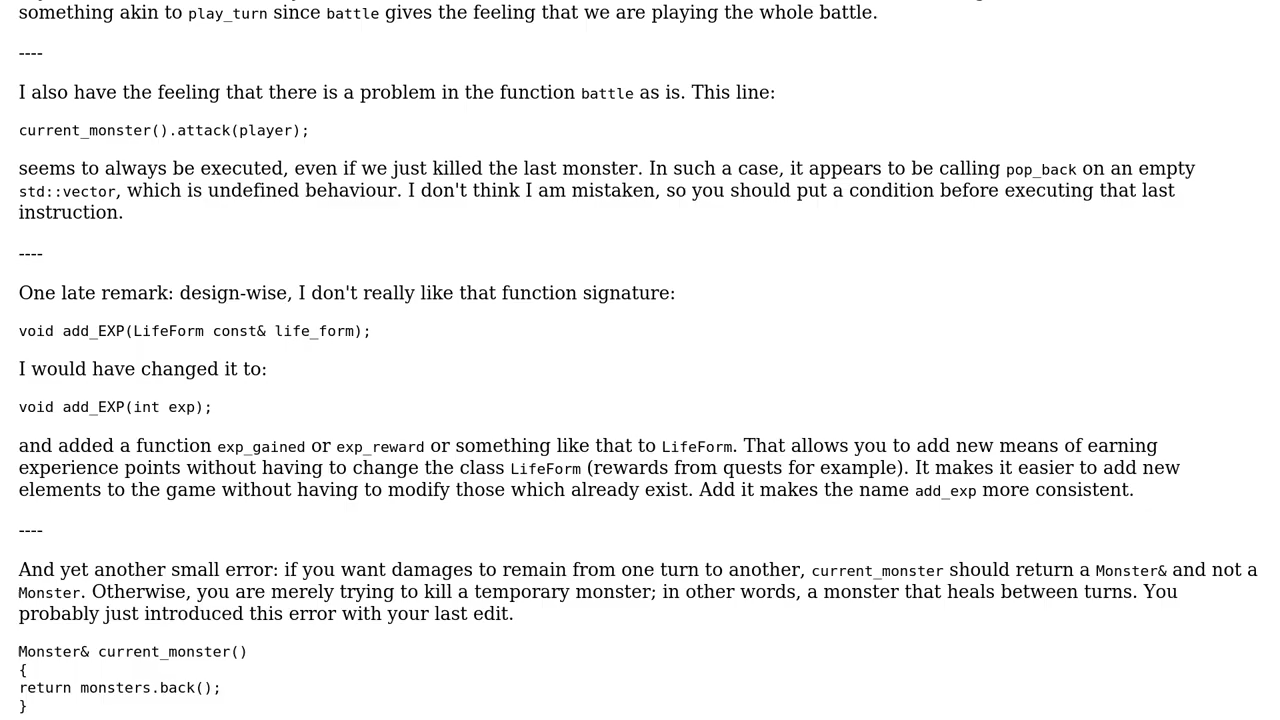 something akin to play_turn since battle gives the feeling that we are playing the whole battle.
----
I also have the feeling that there is a problem in the function battle as is. This line:
current_monster().attack(player);
seems to always be executed, even if we just killed the last monster. In such a case, it appears to be calling pop_back on an empty
std::vector, which is undefined behaviour. I don't think I am mistaken, so you should put a condition before executing that last
instruction.
----
One late remark: design-wise, I don't really like that function signature:
void add_EXP(LifeForm const& life_form);
I would have changed it to:
void add_EXP(int exp);
and added a function exp_gained or exp_reward or something like that to LifeForm. That allows you to add new means of earning
experience points without having to change the class LifeForm (rewards from quests for example). It makes it easier to add new
elements to the game without having to modify those which already exist. Add it makes the name add_exp more consistent.
----
And yet another small error: if you want damages to remain from one turn to another, current_monster should return a Monster& and not a
Monster. Otherwise, you are merely trying to kill a temporary monster; in other words, a monster that heals between turns. You
probably just introduced this error with your last edit.
Monster& current_monster()
{
return monsters.back();
}